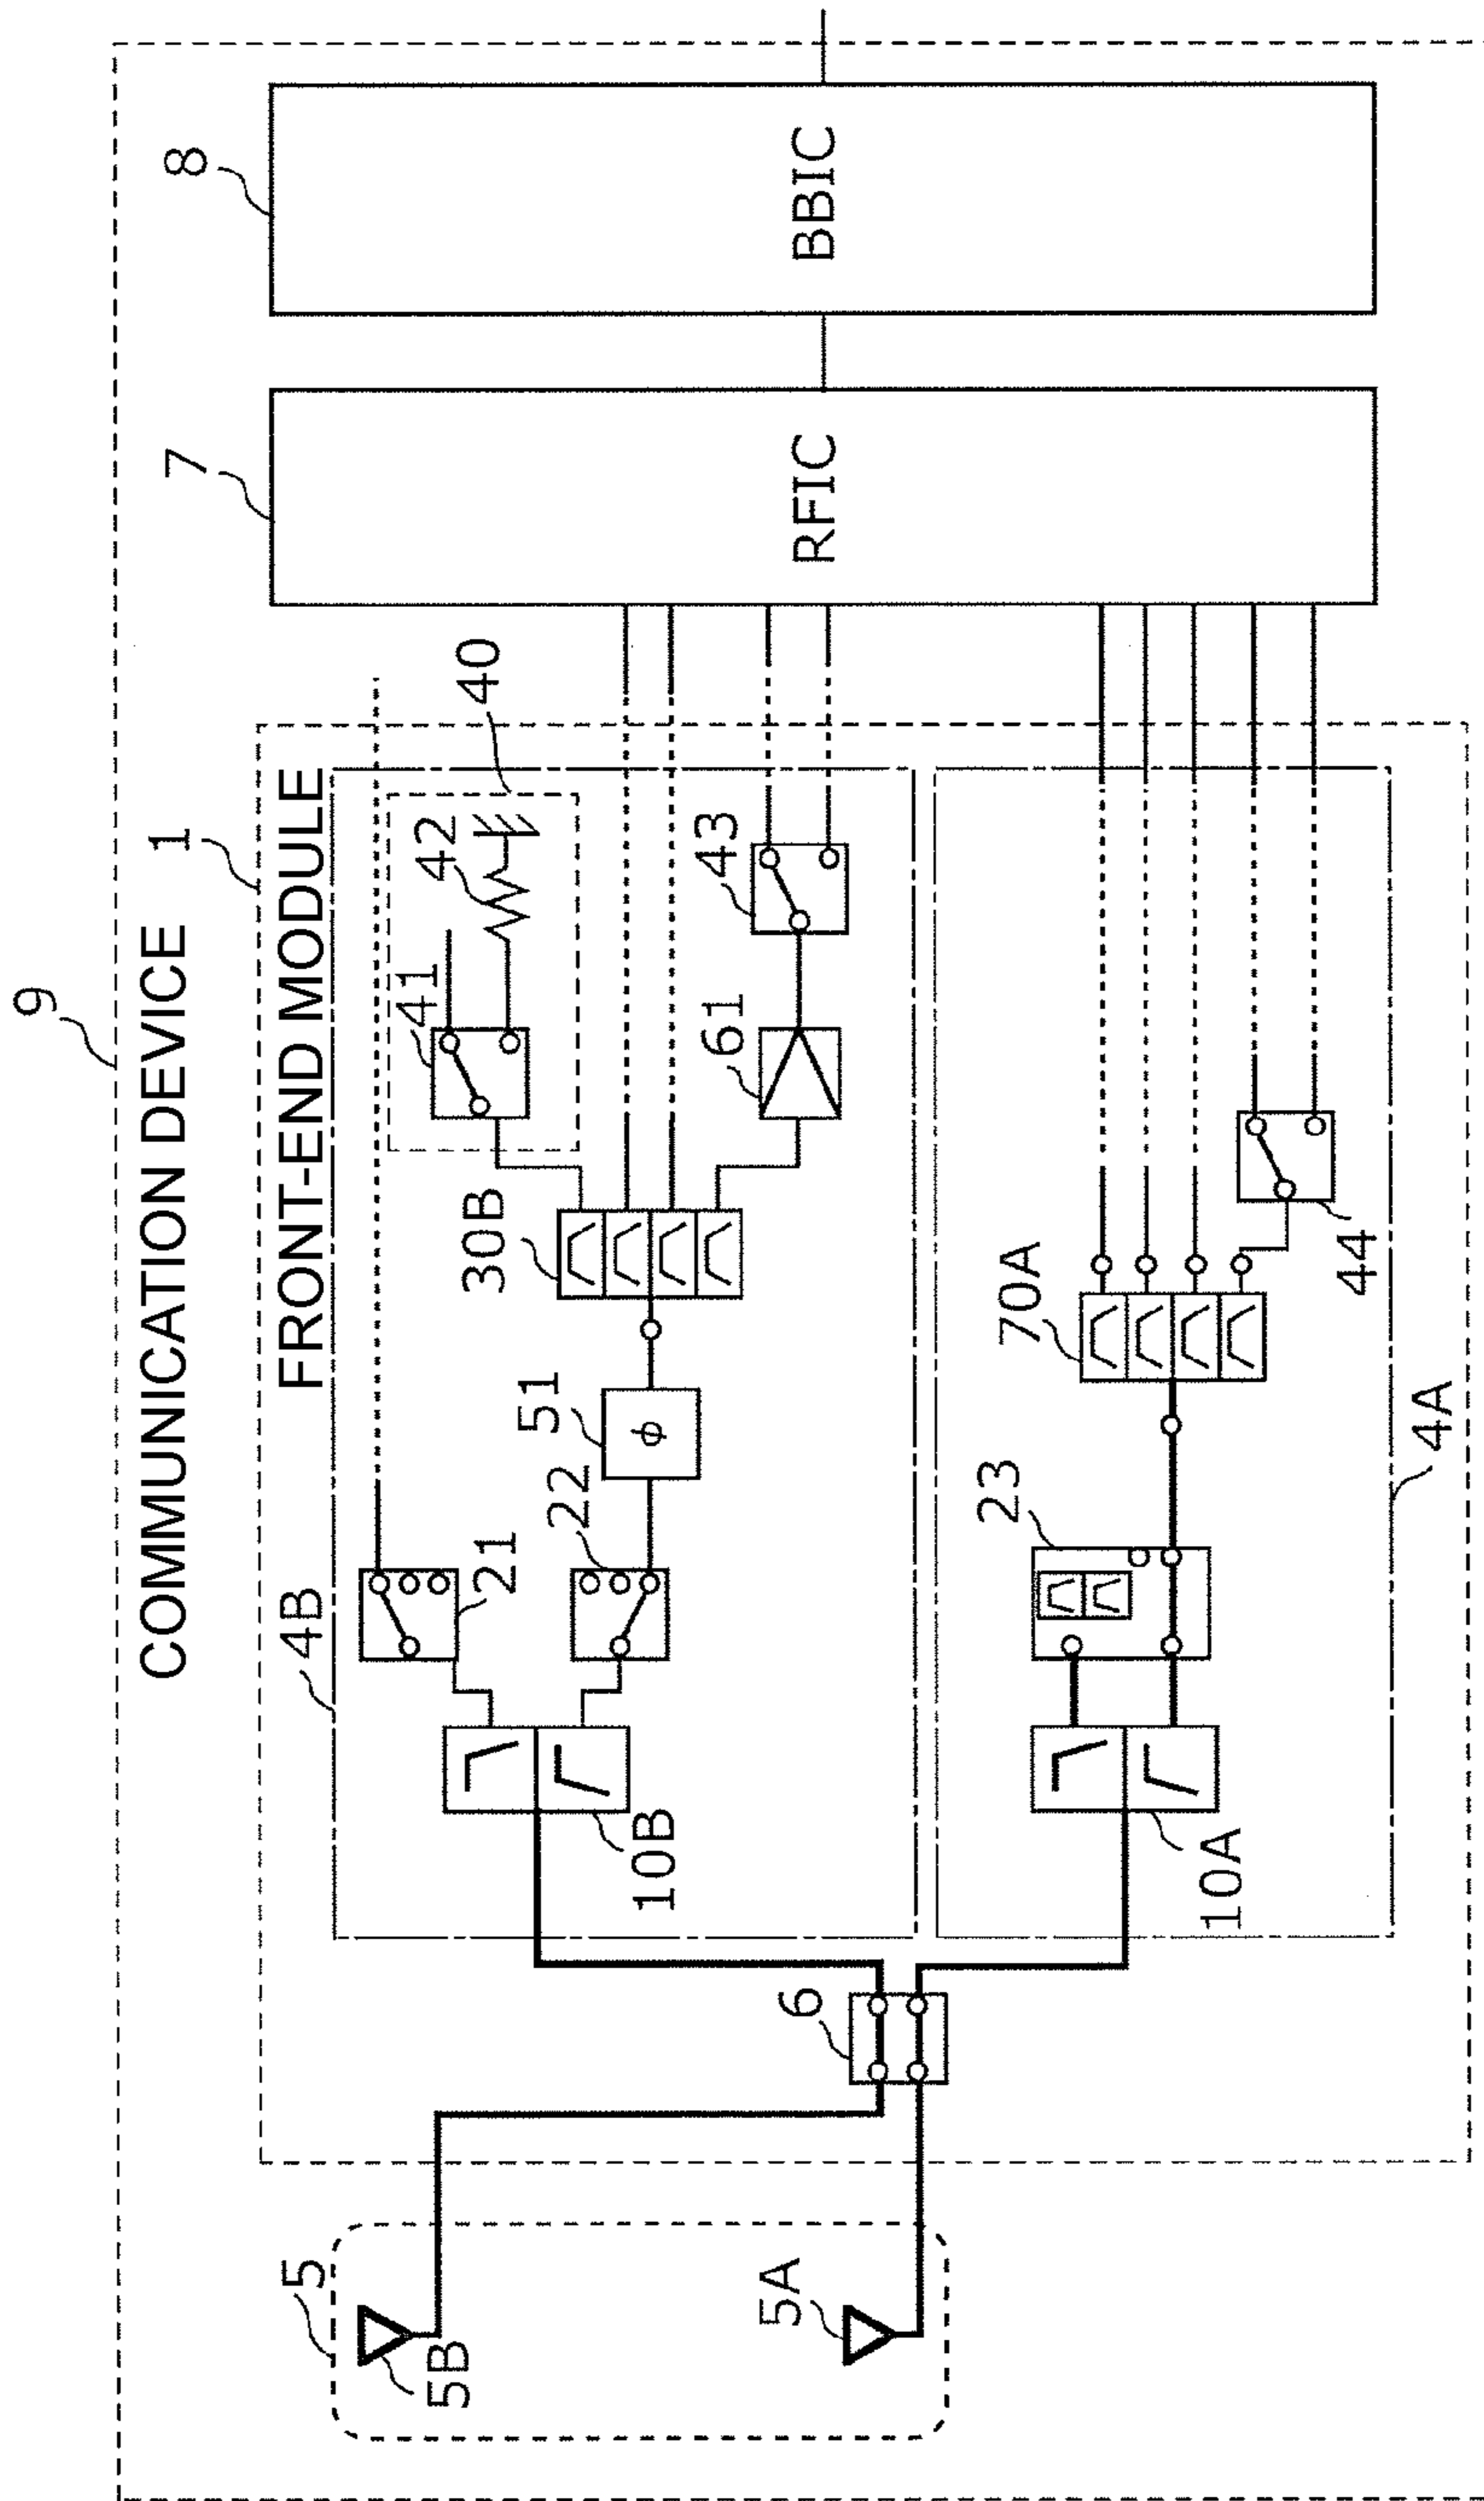 9
COMMUNICATION DEVICE
1
7
8
FRONT-END MODULE
5
4B
5B
21
41
42
40
10B
22
51
30B
61
43
φ
5A
6
RFIC
BBIC
23
70A
10A
44
4A